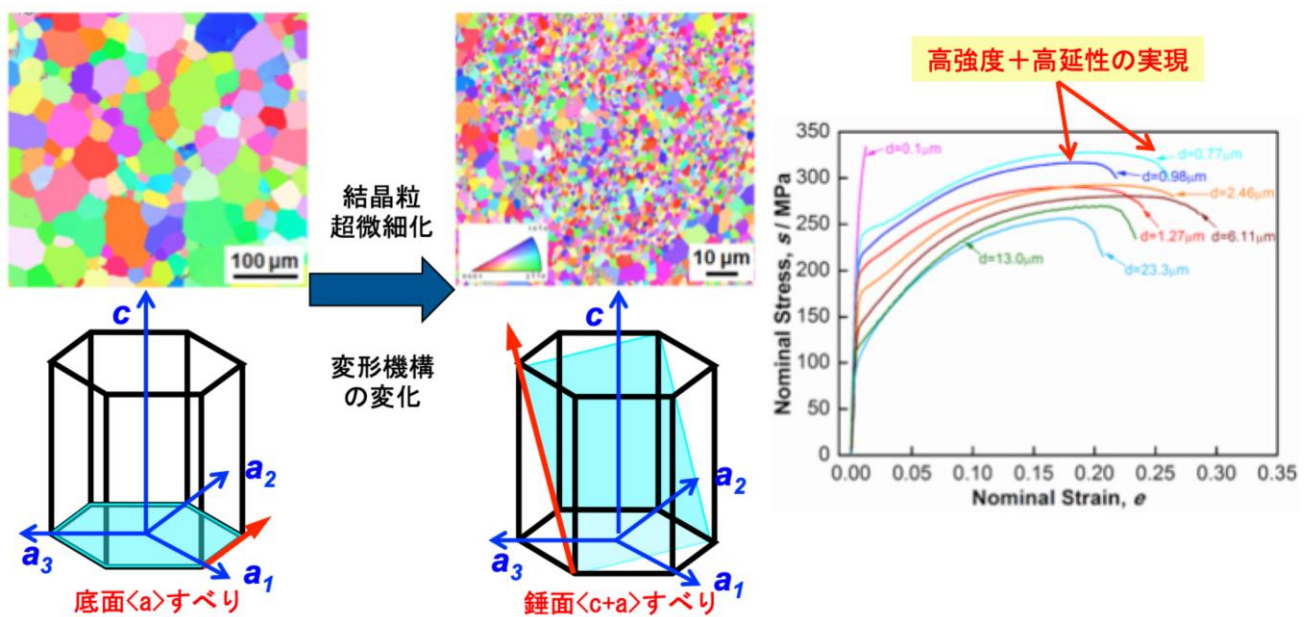 100 μm
結晶粒
超微細化
10 μm
0001
変形機構
の変化
c
a2
a3
a1
底面<a>すべり
c
a2
a3
a1
錘面<c+a>すべり
高強度＋高延性の実現
Nominal Stress, s / MPa
350
300
250
200
150
100
50
0
d=0.1μm
d=0.77μm
d=0.98μm
d=2.46μm
d=1.27μm
d=6.11μm
d=13.0μm
d=23.3μm
0.00 0.05 0.10 0.15 0.20 0.25 0.30 0.35
Nominal Strain, e